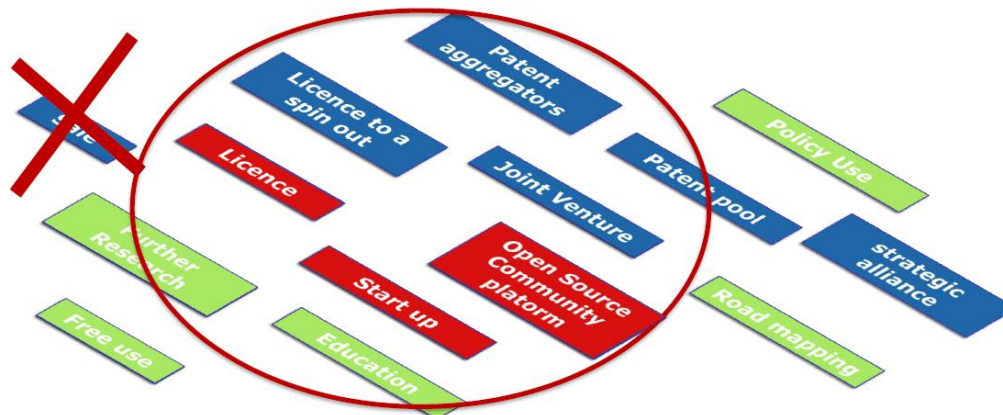 Patent
aggregators
Licence to a
spin out
Sale
Licence
Policy Use
Joint Venture
Patent pool
Further
Research
Open Source
Community
platorm
strategic
alliance
Start up
Road mapping
Free use
Education